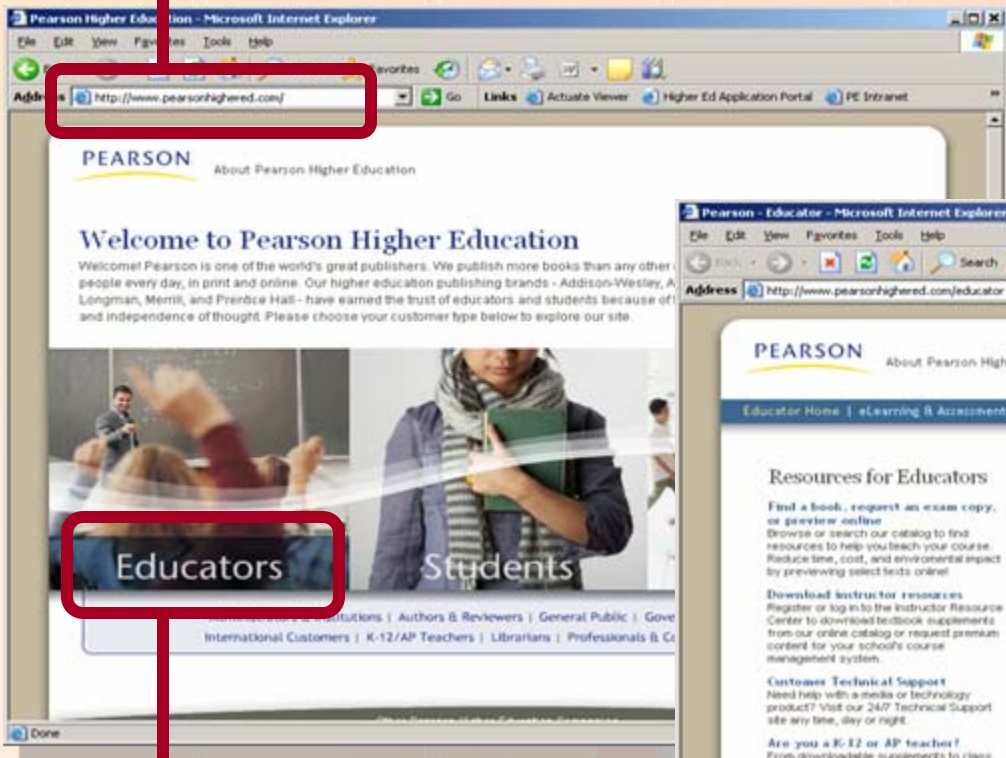 Pearson Higher Education - Microsoft Internet Explorer
File Edit View Favorites Tools Help
Favorites
Address http://www.pearsonhighered.com/ Go Links Actuate Viewer Higher Ed Application Portal PE Intranet »
PEARSON About Pearson Higher Education
Welcome to Pearson Higher Education
Welcome! Pearson is one of the world's great publishers. We publish more books than any other
people every day, in print and online. Our higher education publishing brands - Addison-Wesley, A
Longman, Merrill, and Prentice Hall - have earned the trust of educators and students because of
and independence of thought. Please choose your customer type below to explore our site.
Educators
Students
Institutions | Authors & Reviewers | General Public | Gove
International Customers | K-12/AP Teachers | Librarians | Professionals & Co
Done
Pearson - Educator - Microsoft Internet Explorer
File Edit View Favorites Tools Help
Back Search
Address http://www.pearsonhighered.com/educator
PEARSON About Pearson High
Educator Home | eLearning & Assessment
Resources for Educators
Find a book, request an exam copy,
or preview online
Browse or search our catalog to find
resources to help you teach your course.
Reduce time, cost, and enviromental impact
by previewing select texts online!
Download instructor resources
Register or log in to the Instructor Resource
Center to download textbook supplements
from our online catalog or request premium
content for your school's course
management system.
Customer Technical Support
Need help with a media or technology
product? Visit our 24/7 Technical Support
site any time, day or night.
Are you a K-12 or AP teacher?
From downloadable supplements to class